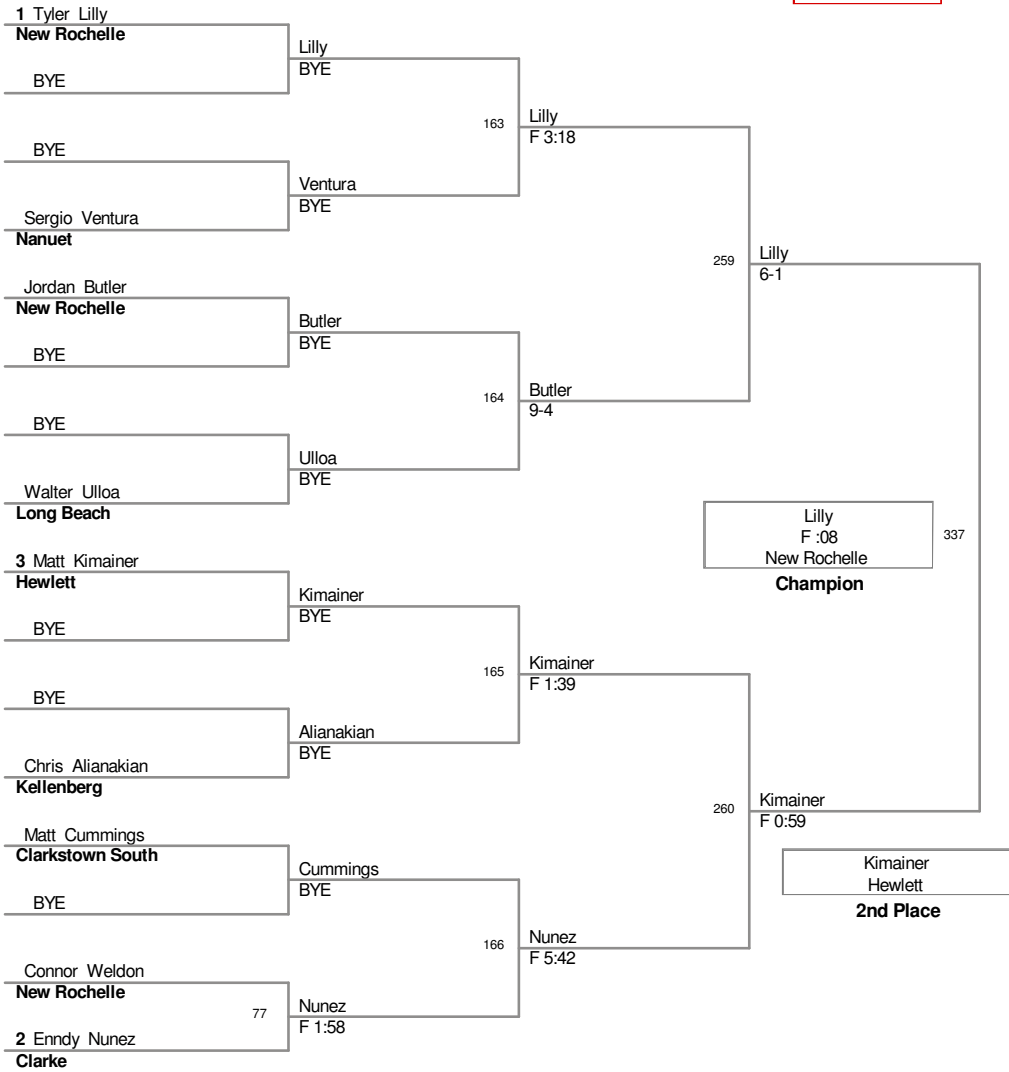 1 Tyler Lilly
New Rochelle
BYE
BYE
Sergio Ventura
Nanuet
Jordan Butler
New Rochelle
BYE
BYE
Walter Ulloa
Long Beach
3 Matt Kimainer
Hewlett
BYE
BYE
Chris Alianakian
Kellenberg
Matt Cummings
Clarkstown South
BYE
Connor Weldon
New Rochelle
77
2 Enndy Nunez
Clarke
Lilly
BYE
163
Ventura
BYE
Butler
BYE
164
Ulloa
BYE
Kimainer
BYE
165
Alianakian
BYE
Cummings
BYE
166
Nunez
F 1:58
Lilly
F 3:18
259
Butler
9-4
Kimainer
F 1:39
260
Nunez
F 5:42
Lilly
6-1
Kimainer
F 0:59
337
Lilly
F :08
New Rochelle
Champion
Kimainer
Hewlett
2nd Place